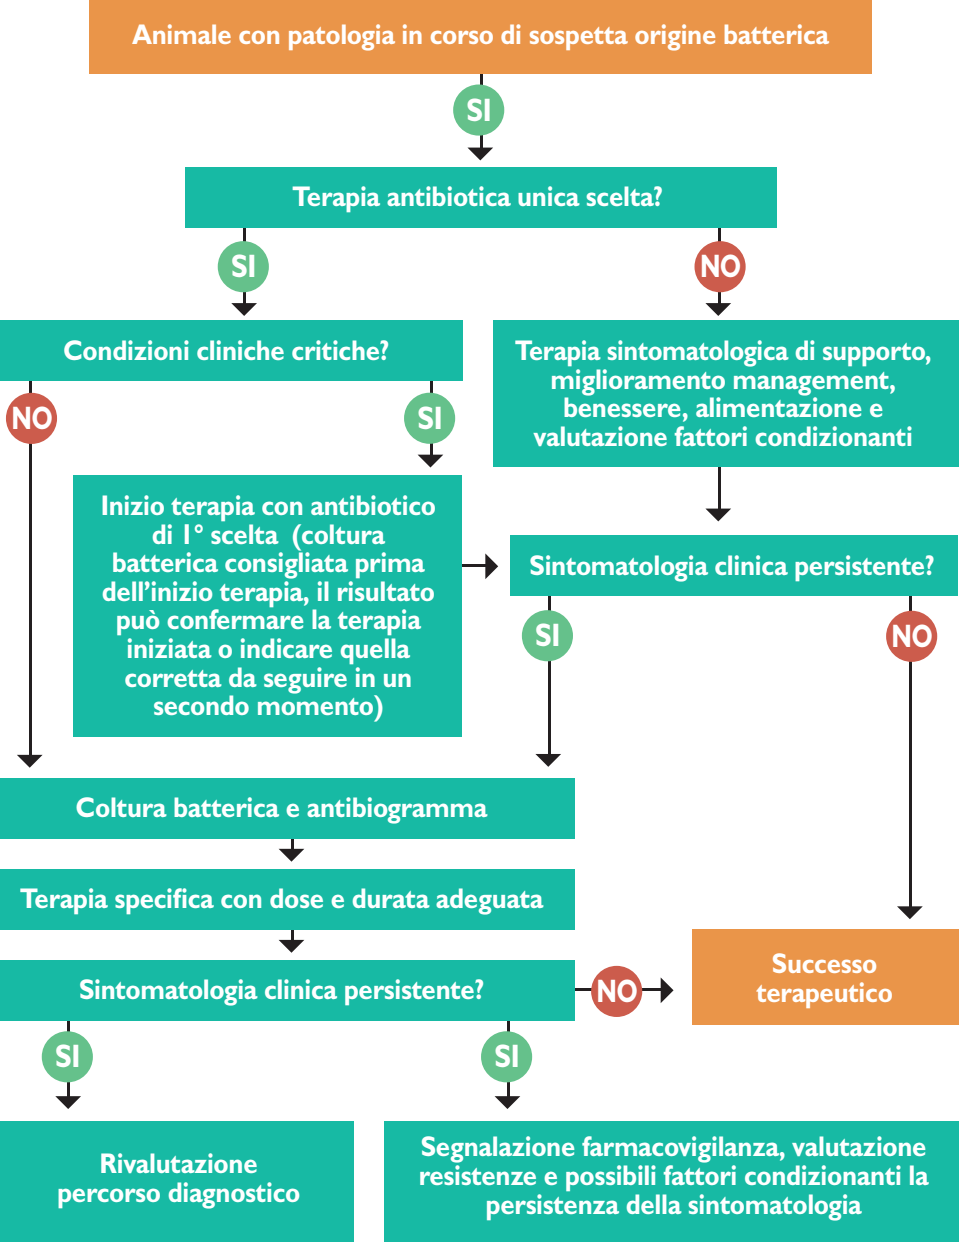 Animale con patologia in corso di sospetta origine batterica
SI
Terapia antibiotica unica scelta?
SI
NO
Condizioni cliniche critiche?
Terapia sintomatologica di supporto,
miglioramento management,
benessere, alimentazione e
valutazione fattori condizionanti
NO
SI
Inizio terapia con antibiotico
di 1° scelta (coltura
batterica consigliata prima
dell’inizio terapia, il risultato
può confermare la terapia
iniziata o indicare quella
corretta da seguire in un
secondo momento)
Sintomatologia clinica persistente?
SI
NO
Coltura batterica e antibiogramma
Terapia specifica con dose e durata adeguata
Sintomatologia clinica persistente?
NO
Successo
terapeutico
SI
SI
Rivalutazione
percorso diagnostico
Segnalazione farmacovigilanza, valutazione
resistenze e possibili fattori condizionanti la
persistenza della sintomatologia